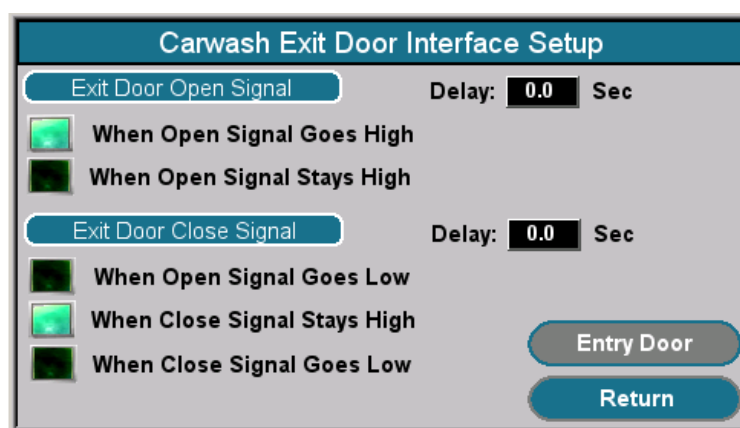 Carwash Exit Door Interface Setup
Exit Door Open Signal Delay: 0.0 Sec
When Open Signal Goes High
When Open Signal Stays High
Exit Door Close Signal Delay: 0.0 Sec
When Open Signal Goes Low
When Close Signal Stays High
When Close Signal Goes Low
Entry Door
Return